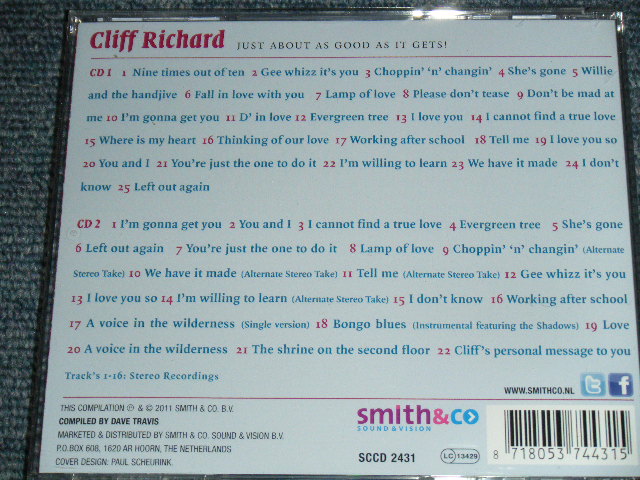 Cliff Richard JUST ABOUT AS GOOD AS IT GETS!
CD 1 1 Nine times out of ten 2 Gee whizz it's you 3 Choppin' 'n' changin' 4 She's gone 5 Willie
and the handjive 6 Fall in love with you 7 Lamp of love 8 Please don't tease 9 Don't be mad at
me 10 I'm gonna get you 11 D' in love 12 Evergreen tree 13 I love you 14 I cannot find a true love
15 Where is my heart 16 Thinking of our love 17 Working after school 18 Tell me 19 I love you so
20 You and I 21 You're just the one to do it 22 I'm willing to learn 23 We have it made 24 I don't
know 25 Left out again
CD 2 1 I'm gonna get you 2 You and I 3 I cannot find a true love 4 Evergreen tree 5 She's gone
6 Left out again 7 You're just the one to do it 8 Lamp of love 9 Choppin' 'n' changin' (Alternate
Stereo Take) 10 We have it made (Alternate Stereo Take) 11 Tell me (Alternate Stereo Take) 12 Gee whizz it's you
13 I love you so 14 I'm willing to learn (Alternate Stereo Take) 15 I don't know 16 Working after school
17 A voice in the wilderness (Single version) 18 Bongo blues (Instrumental featuring the Shadows) 19 Love
20 A voice in the wilderness 21 The shrine on the second floor 22 Cliff's personal message to you
Track's 1-16: Stereo Recordings
WWW.SMITHCO.NL
THIS COMPILATION ℗ & © 2011 SMITH & CO. B.V.
COMPILED BY DAVE TRAVIS
MARKETED & DISTRIBUTED BY SMITH & CO. SOUND & VISION B.V.
P.O.BOX 608, 1620 AR HOORN, THE NETHERLANDS
COVER DESIGN: PAUL SCHEURINK.
smith&co
SOUND & VISION
SCCD 2431
LC 13429
8 718053 744315